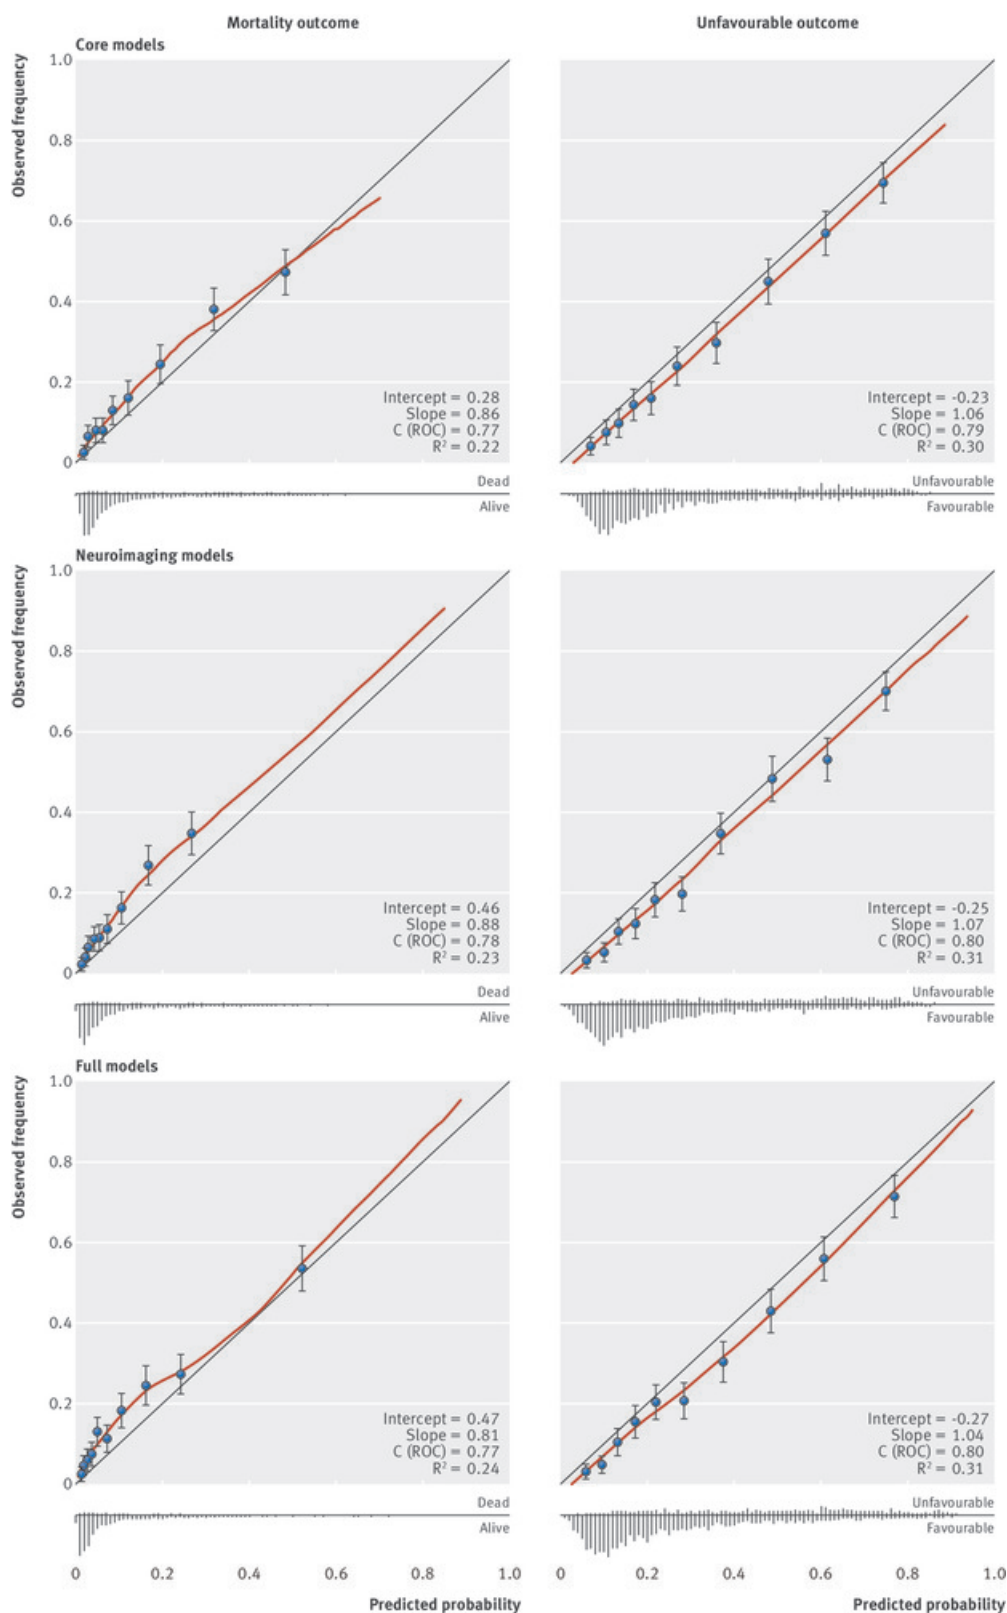 Mortality outcome
Unfavourable outcome
Core models
Observed frequency
1.0
0.8
0.6
0.4
0.2
0
Intercept = 0.28
Slope = 0.86
C (ROC) = 0.77
R² = 0.22
Dead
Alive
Intercept = -0.23
Slope = 1.06
C (ROC) = 0.79
R² = 0.30
Unfavourable
Favourable
Neuroimaging models
Observed frequency
1.0
0.8
0.6
0.4
0.2
0
Intercept = 0.46
Slope = 0.88
C (ROC) = 0.78
R² = 0.23
Dead
Alive
Intercept = -0.25
Slope = 1.07
C (ROC) = 0.80
R² = 0.31
Unfavourable
Favourable
Full models
Observed frequency
1.0
0.8
0.6
0.4
0.2
0
Intercept = 0.47
Slope = 0.81
C (ROC) = 0.77
R² = 0.24
Dead
Alive
Intercept = -0.27
Slope = 1.04
C (ROC) = 0.80
R² = 0.31
Unfavourable
Favourable
0 0.2 0.4 0.6 0.8 1.0
Predicted probability
0 0.2 0.4 0.6 0.8 1.0
Predicted probability